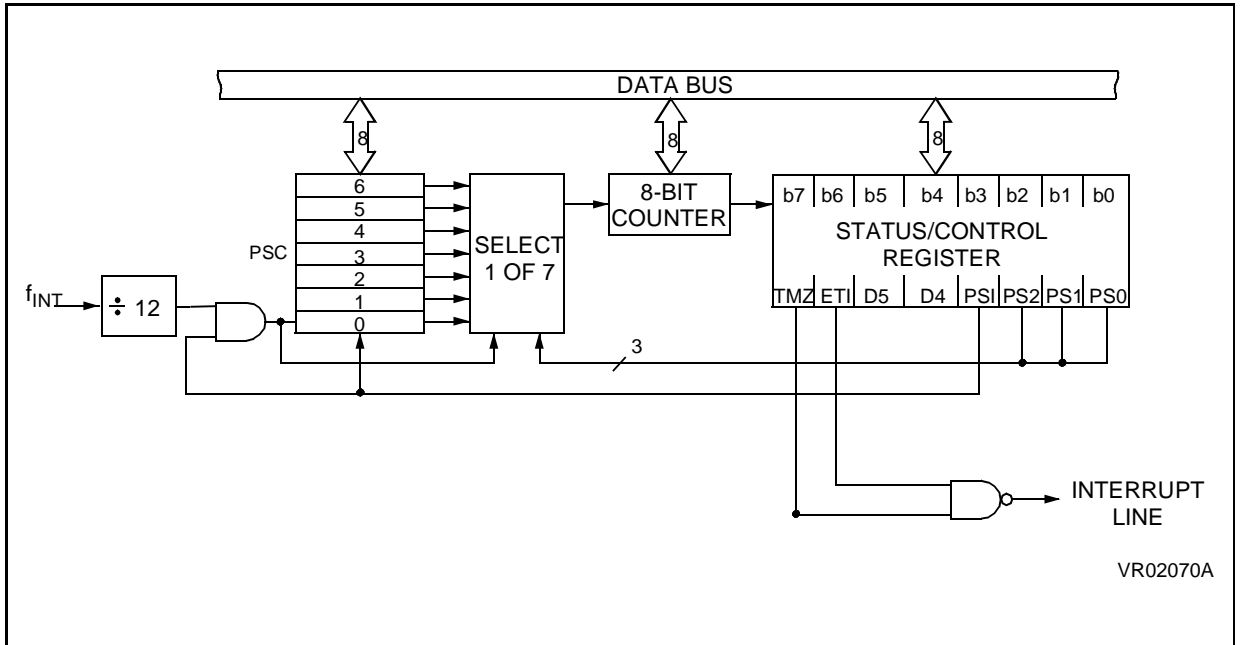 DATA BUS
8
8
8
6
5
4
3
2
1
0
PSC
SELECT
1 OF 7
8-BIT
COUNTER
b7 b6 b5 b4 b3 b2 b1 b0
STATUS/CONTROL
REGISTER
TMZ ETI D5 D4 PSI PS2 PS1 PS0
fINT
÷ 12
3
INTERRUPT
LINE
VR02070A